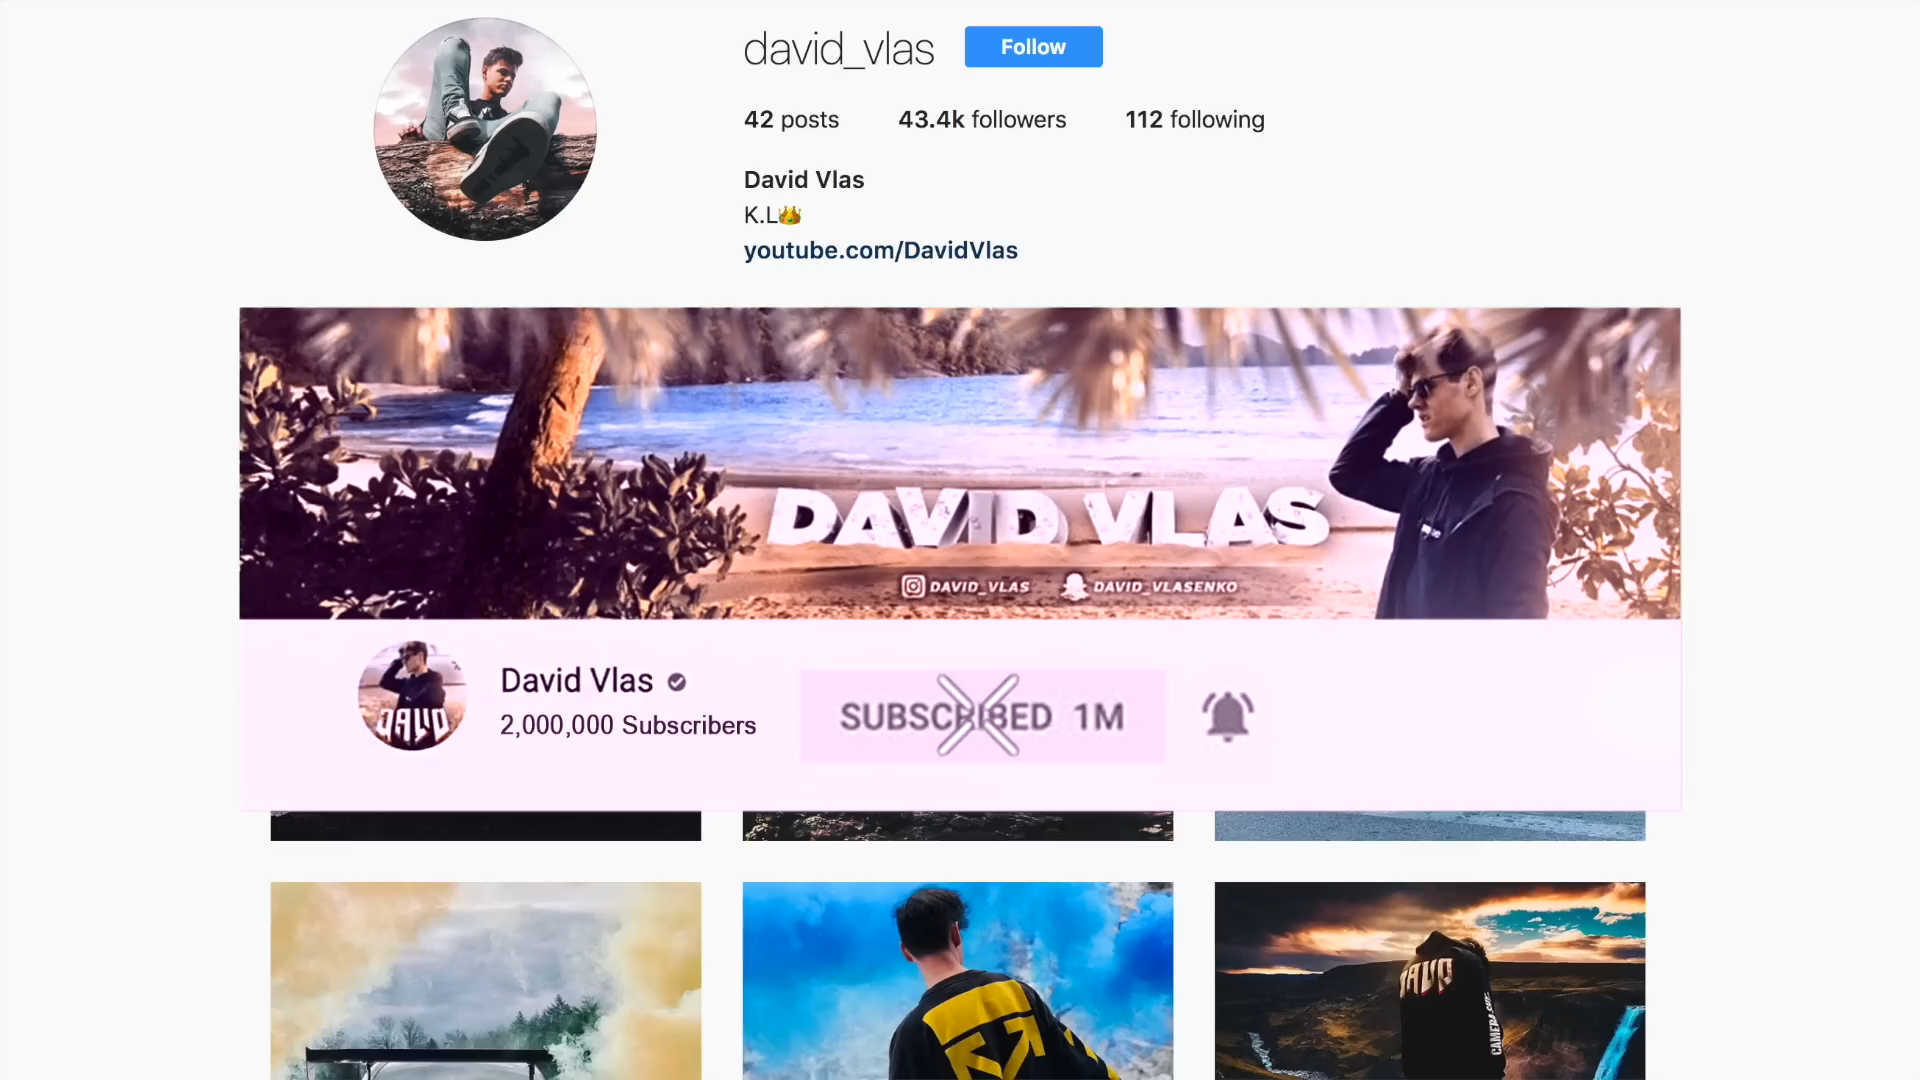 david_vlas Follow
42 posts 43.4k followers 112 following
David Vlas
K.L👑
youtube.com/DavidVlas
DAVID VLAS
DAVID_VLAS DAVID_VLASENKO
David Vlas
2,000,000 Subscribers
SUBSCRIBED 1M